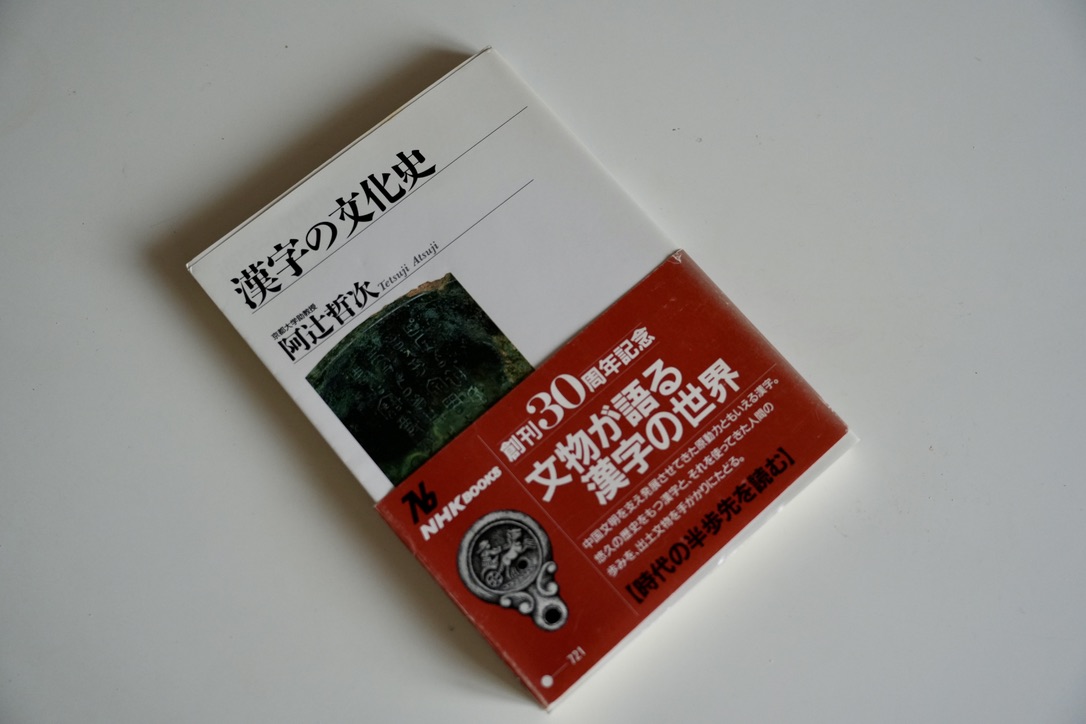 漢字の文化史
京都大学助教授
阿辻哲次 Tetsuji Atsuji
創刊30周年記念
文物が語る
漢字の世界
中国文明を支え発展させてきた原動力ともいえる漢字。
悠久の歴史をもつ漢字と、それを使ってきた人間の
歩みを、出土文物を手がかりにたどる。
【時代の半歩先を読む】
NHK BOOKS
721